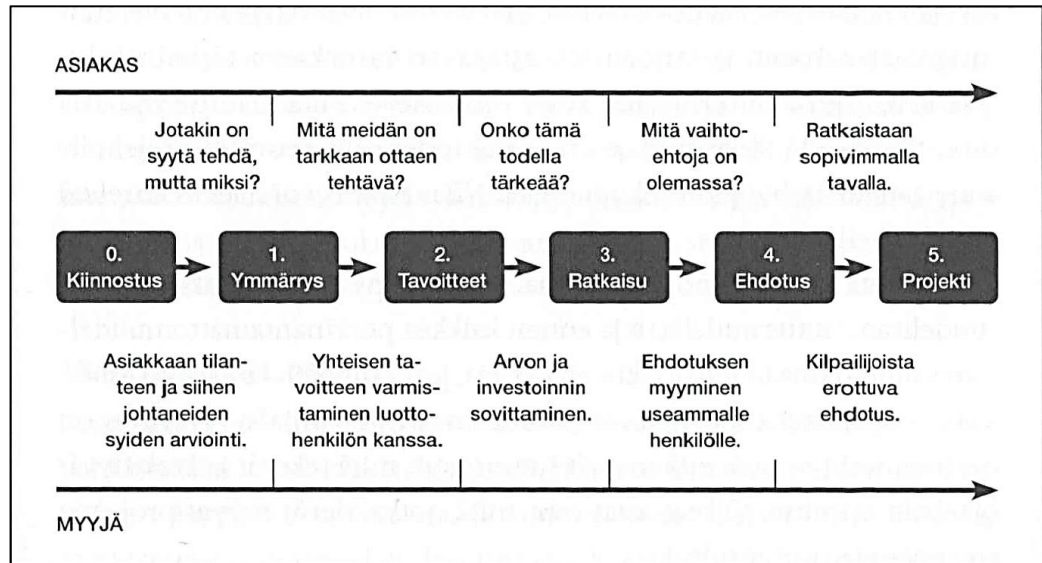 ASIAKAS
Jotakin on
syytä tehdä,
mutta miksi?
Mitä meidän on
tarkkaan ottaen
tehtävä?
Onko tämä
todella
tärkeää?
Mitä vaihto-
ehtoja on
olemassa?
Ratkaistaan
sopivimmalla
tavalla.
0.
Kiinnostus
1.
Ymmärrys
2.
Tavoitteet
3.
Ratkaisu
4.
Ehdotus
5.
Projekti
Asiakkaan tilan-
teen ja siihen
johtaneiden
syiden arviointi.
Yhteisen ta-
voitteen varmis-
taminen luotto-
henkilön kanssa.
Arvon ja
investoinnin
sovittaminen.
Ehdotuksen
myyminen
useammalle
henkilölle.
Kilpailijoista
erottuva
ehdotus.
MYYJÄ